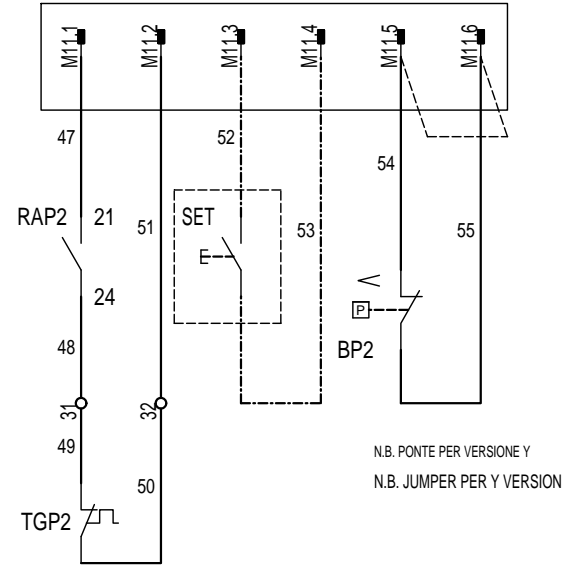 M11.1 M11.2 M11.3 M11.4 M11.5 M11.6
47 52 54
RAP2 21 51 SET 53 55
24
<
P
BP2
48
31 32
49
50
TGP2
N.B. PONTE PER VERSIONE Y
N.B. JUMPER PER Y VERSION